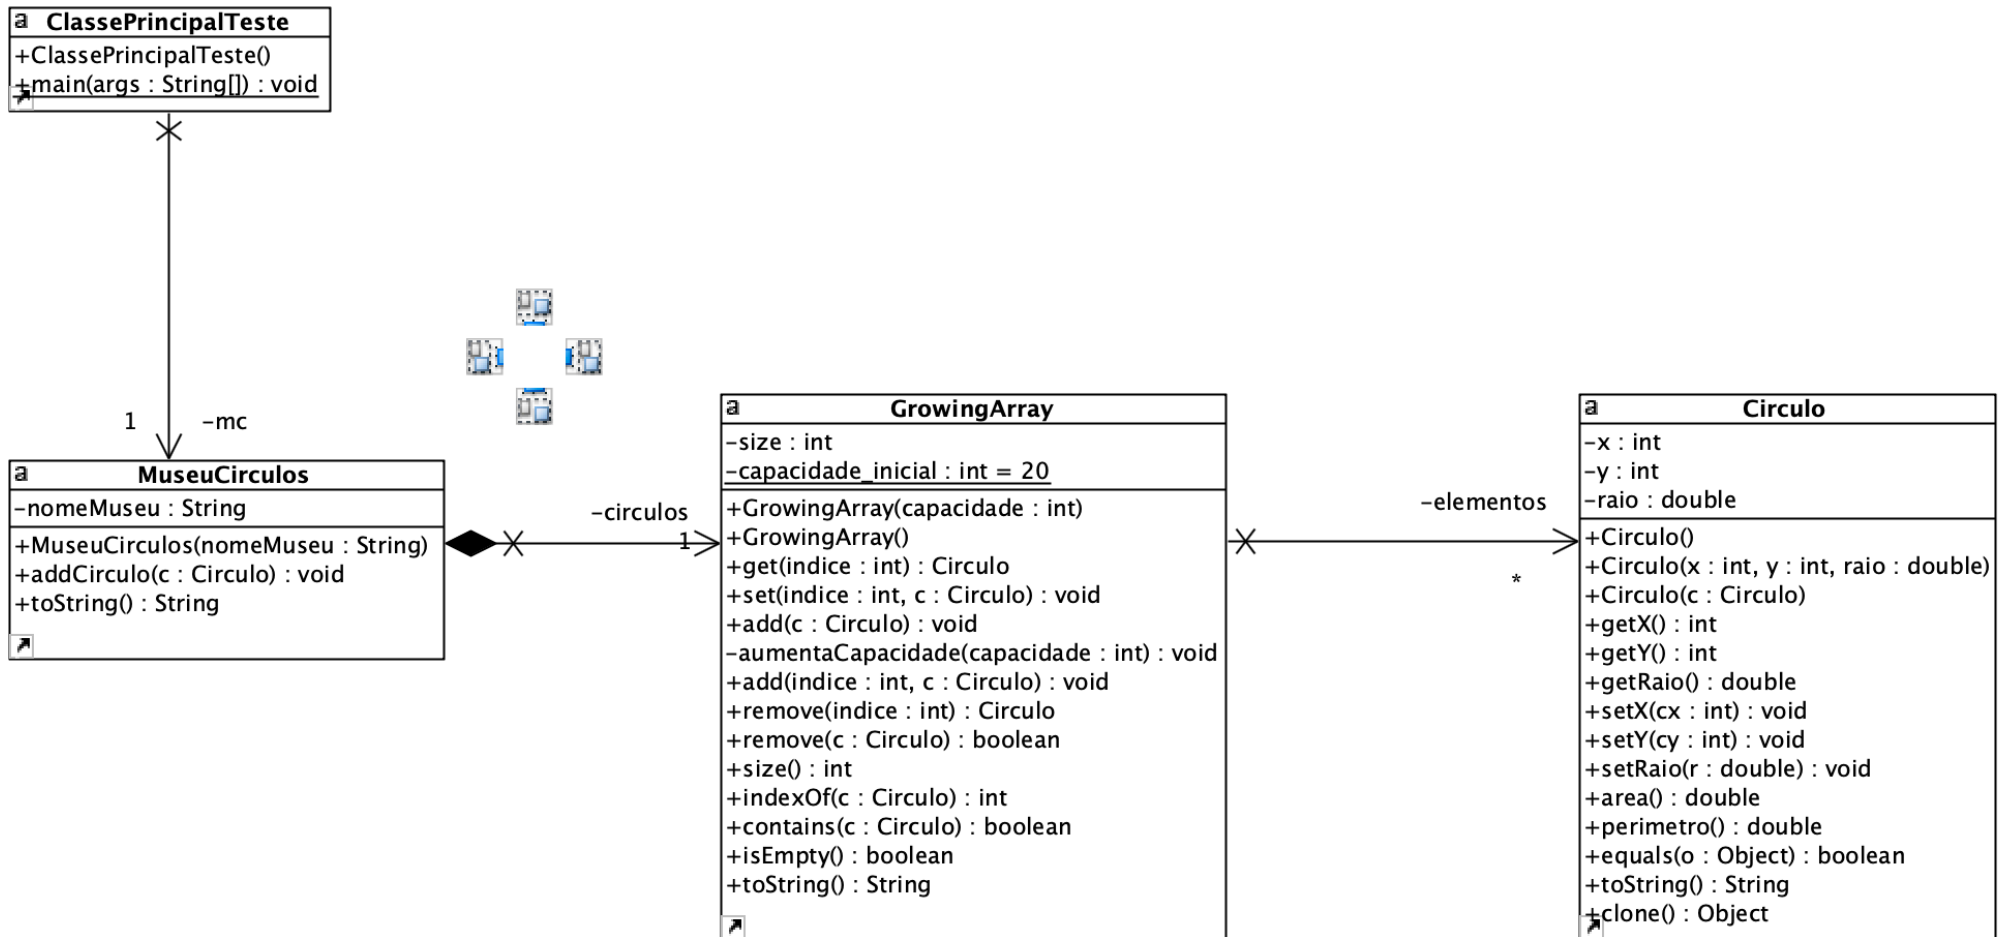 ClassePrincipalTeste
+ClassePrincipalTeste()
+main(args : String[]) : void
1
-mc
MuseuCirculos
-nomeMuseu : String
+MuseuCirculos(nomeMuseu : String)
+addCirculo(c : Circulo) : void
+toString() : String
-circulos
1
GrowingArray
-size : int
-capacidade_inicial : int = 20
+GrowingArray(capacidade : int)
+GrowingArray()
+get(indice : int) : Circulo
+set(indice : int, c : Circulo) : void
+add(c : Circulo) : void
-aumentaCapacidade(capacidade : int) : void
+add(indice : int, c : Circulo) : void
+remove(indice : int) : Circulo
+remove(c : Circulo) : boolean
+size() : int
+indexOf(c : Circulo) : int
+contains(c : Circulo) : boolean
+isEmpty() : boolean
+toString() : String
-elementos
*
Circulo
-x : int
-y : int
-raio : double
+Circulo()
+Circulo(x : int, y : int, raio : double)
+Circulo(c : Circulo)
+getX() : int
+getY() : int
+getRaio() : double
+setX(cx : int) : void
+setY(cy : int) : void
+setRaio(r : double) : void
+area() : double
+perimetro() : double
+equals(o : Object) : boolean
+toString() : String
+clone() : Object